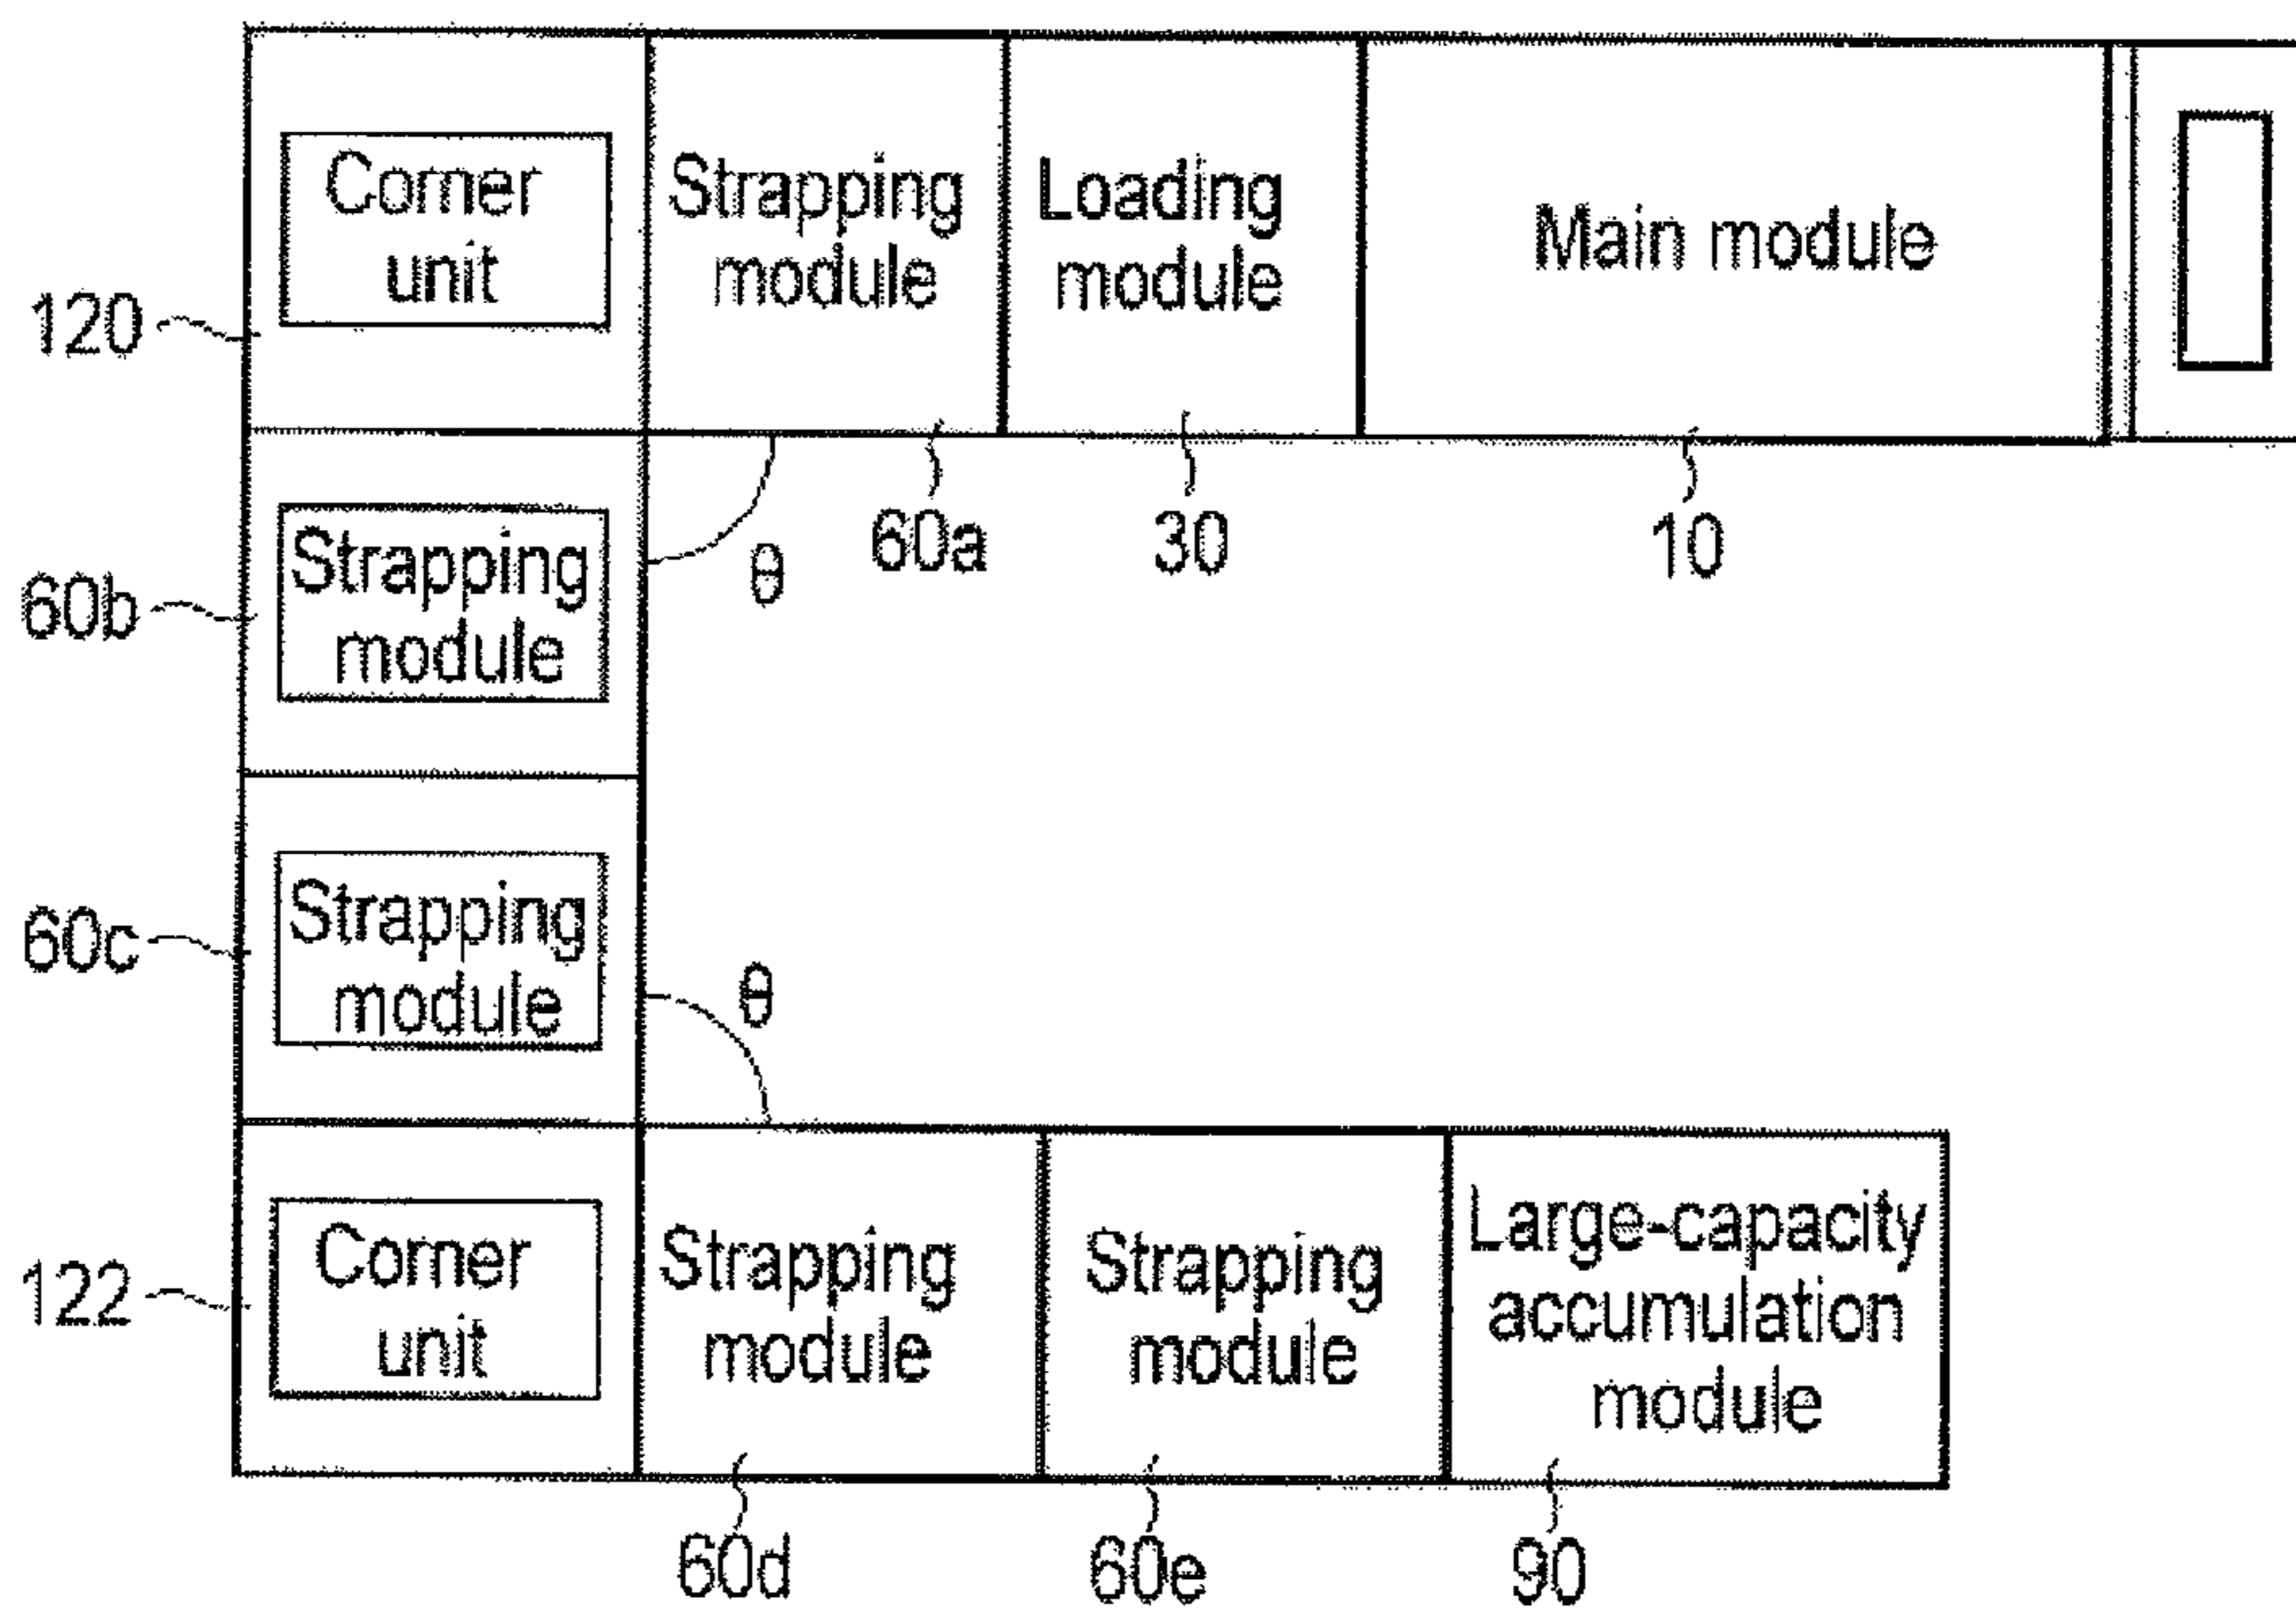 Corner
unit
Strapping
module
Loading
module
Main module
120
60a
30
10
θ
Strapping
module
60b
Strapping
module
60c
θ
Corner
unit
122
Strapping
module
Strapping
module
Large-capacity
accumulation
module
60d
60e
90